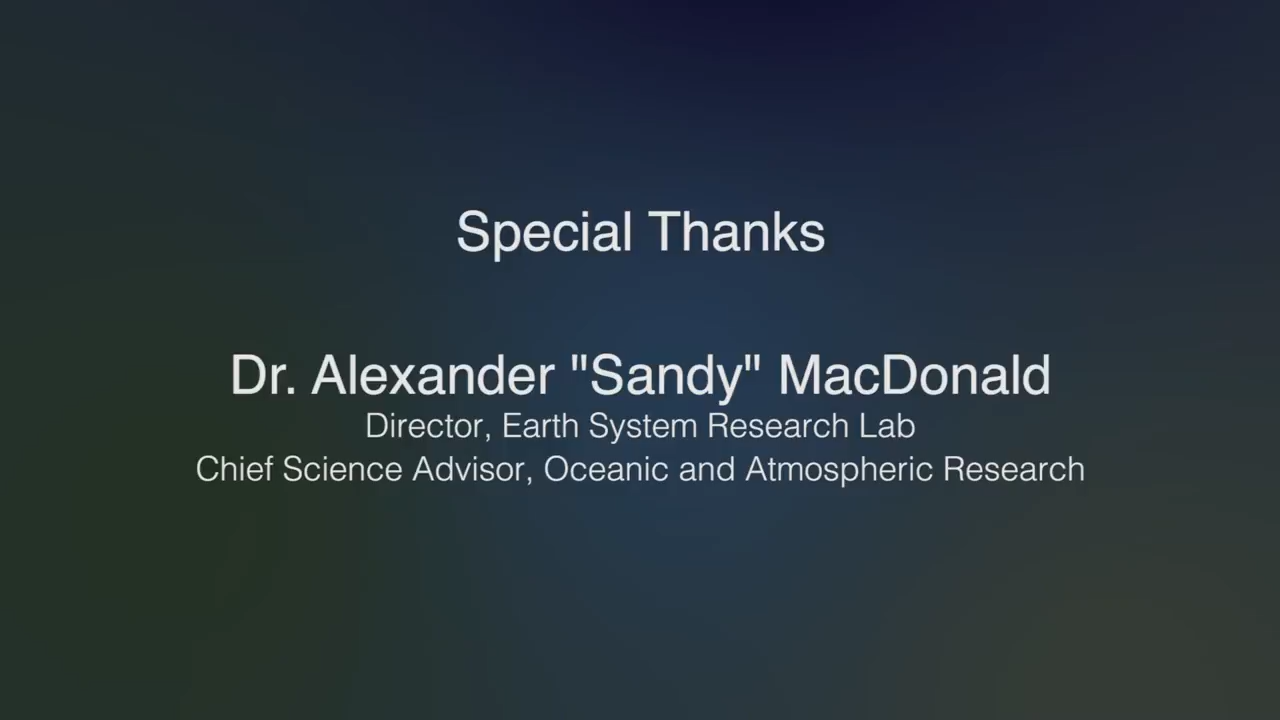 Special Thanks
Dr. Alexander "Sandy" MacDonald
Director, Earth System Research Lab
Chief Science Advisor, Oceanic and Atmospheric Research